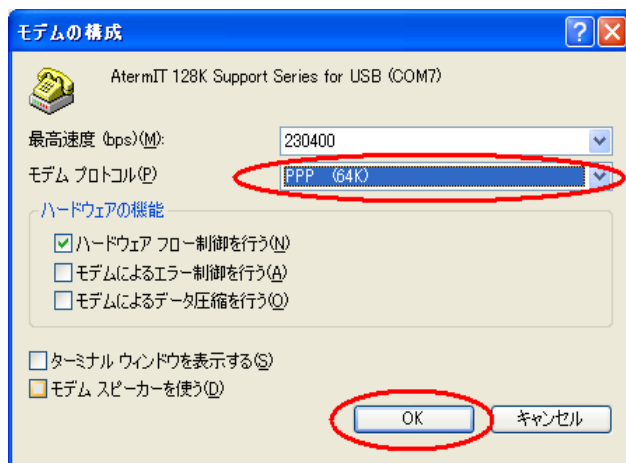 モデムの構成
AtermIT 128K Support Series for USB (COM7)
最高速度 (bps)(M):
230400
モデム プロトコル(P)
PPP (64K)
ハードウェアの機能
ハードウェア フロー制御を行う(N)
モデムによるエラー制御を行う(A)
モデムによるデータ圧縮を行う(O)
ターミナル ウィンドウを表示する(S)
モデム スピーカーを使う(D)
OK
キャンセル